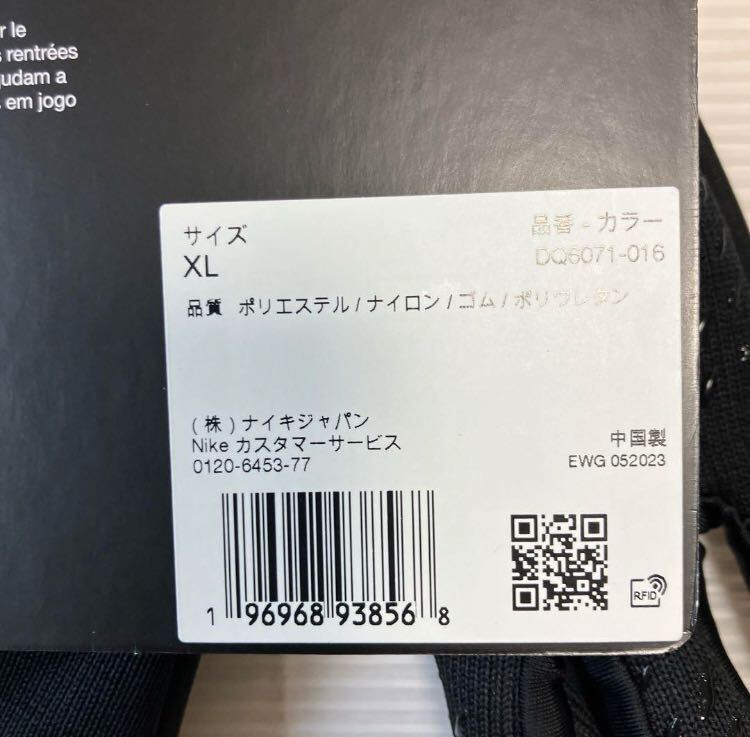 r le
s rentrées
judam a
s em jogo
サイズ
XL
品番 - カラー
DQ6071-016
品質 ポリエステル / ナイロン / ゴム / ポリウレタン
( 株 ) ナイキジャパン
Nike カスタマーサービス
0120-6453-77
中国製
EWG 052023
1 96968 93856 8
RFID